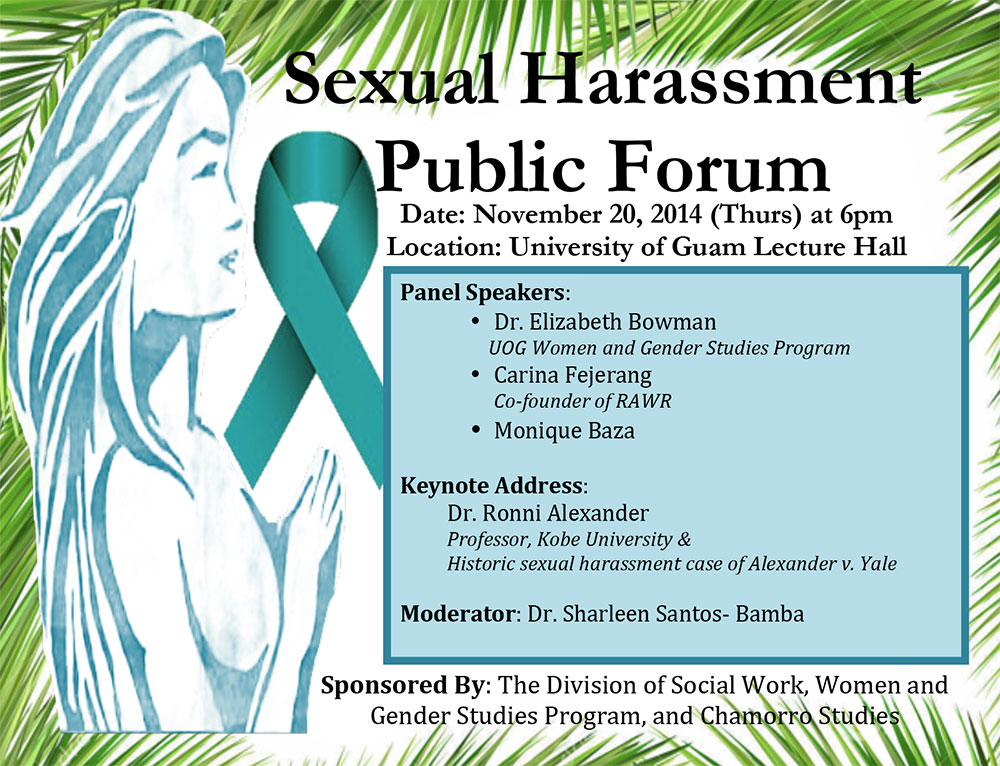 Sexual Harassment
Public Forum
Date: November 20, 2014 (Thurs) at 6pm
Location: University of Guam Lecture Hall
Panel Speakers:
• Dr. Elizabeth Bowman
UOG Women and Gender Studies Program
• Carina Fejerang
Co-founder of RAWR
• Monique Baza
Keynote Address:
Dr. Ronni Alexander
Professor, Kobe University &
Historic sexual harassment case of Alexander v. Yale
Moderator: Dr. Sharleen Santos- Bamba
Sponsored By: The Division of Social Work, Women and
Gender Studies Program, and Chamorro Studies